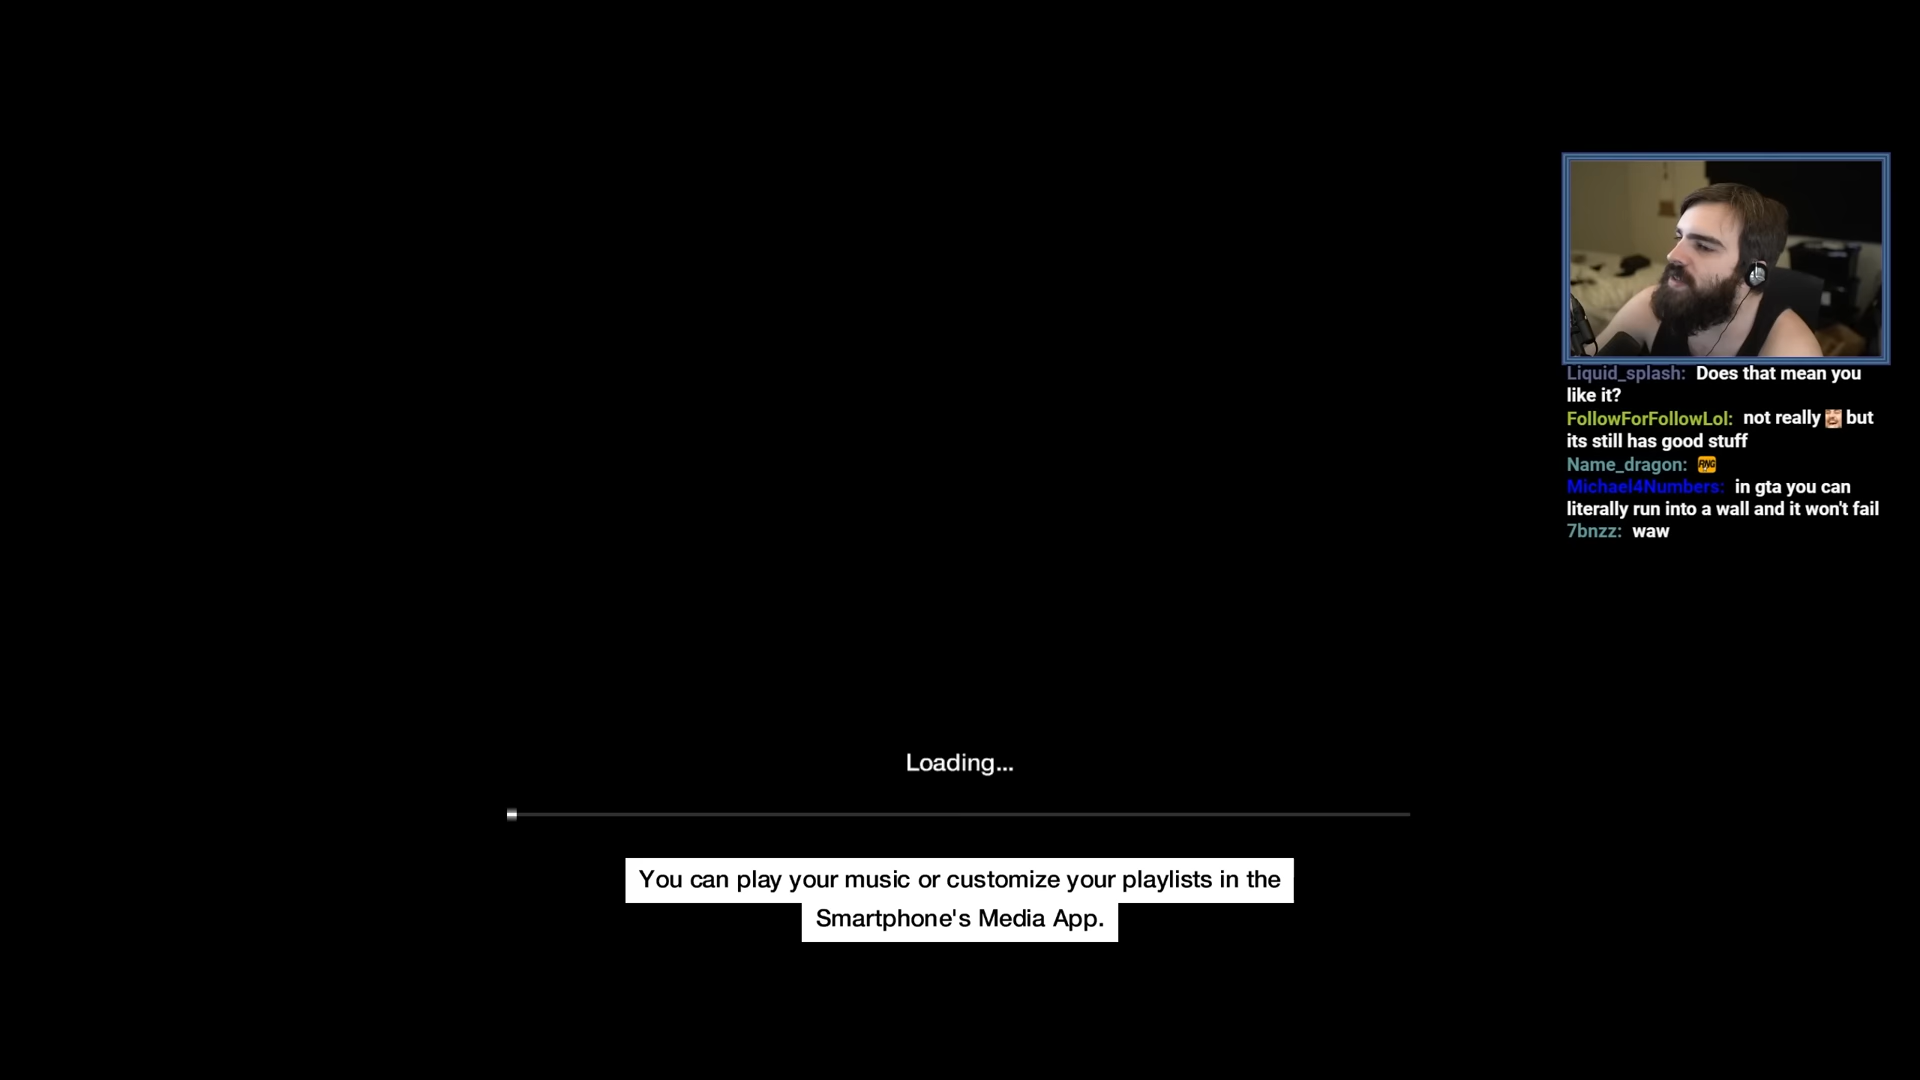 Liquid_splash: Does that mean you
like it?
FollowForFollowLol: not really but
its still has good stuff
Name_dragon:
Michael4Numbers: in gta you can
literally run into a wall and it won't fail
7bnzz: waw
Loading...
You can play your music or customize your playlists in the
Smartphone's Media App.